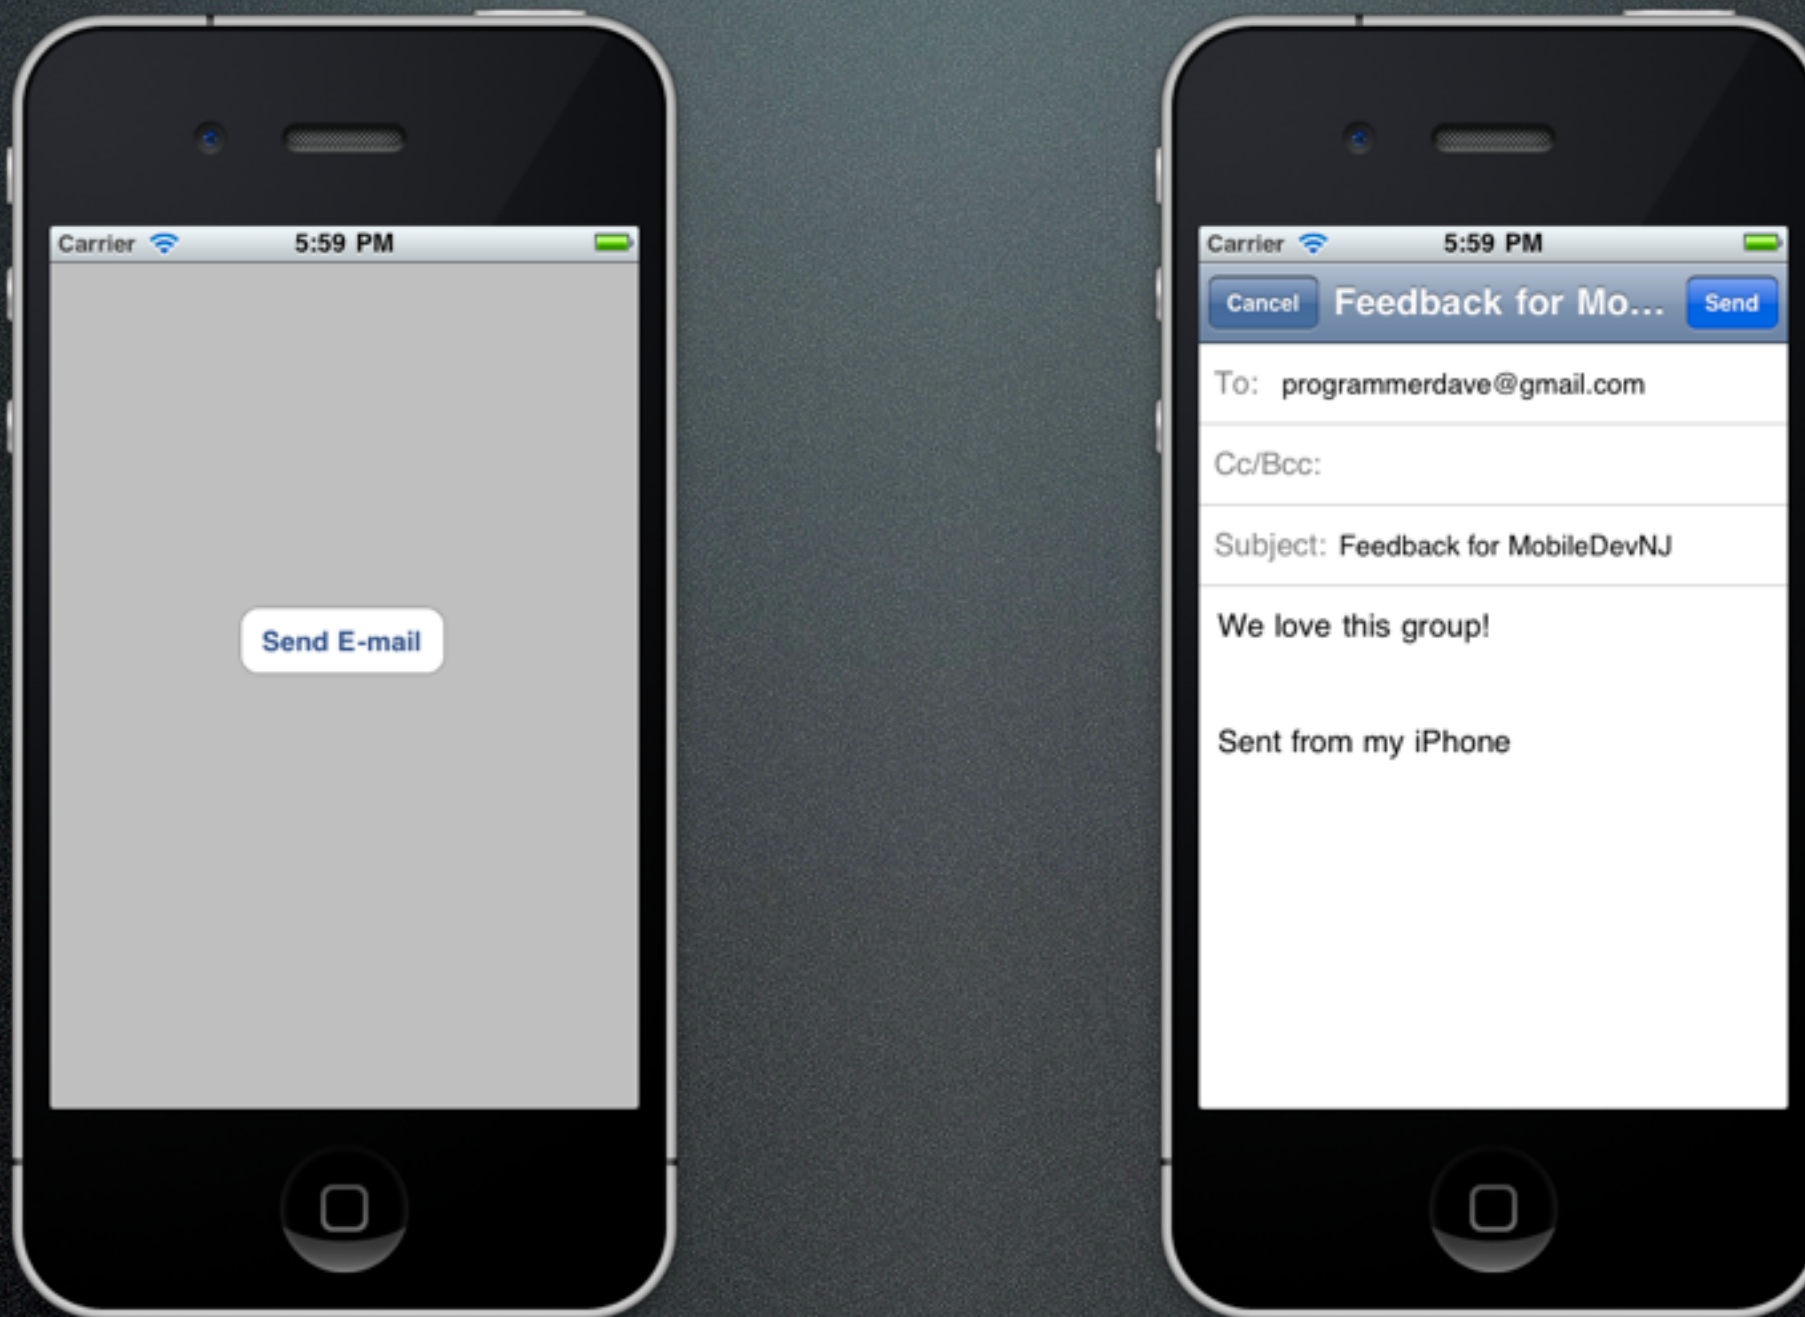 Carrier 5:59 PM
Send E-mail
Carrier 5:59 PM
Cancel Feedback for Mo... Send
To: programmerdave@gmail.com
Cc/Bcc:
Subject: Feedback for MobileDevNJ
We love this group!
Sent from my iPhone